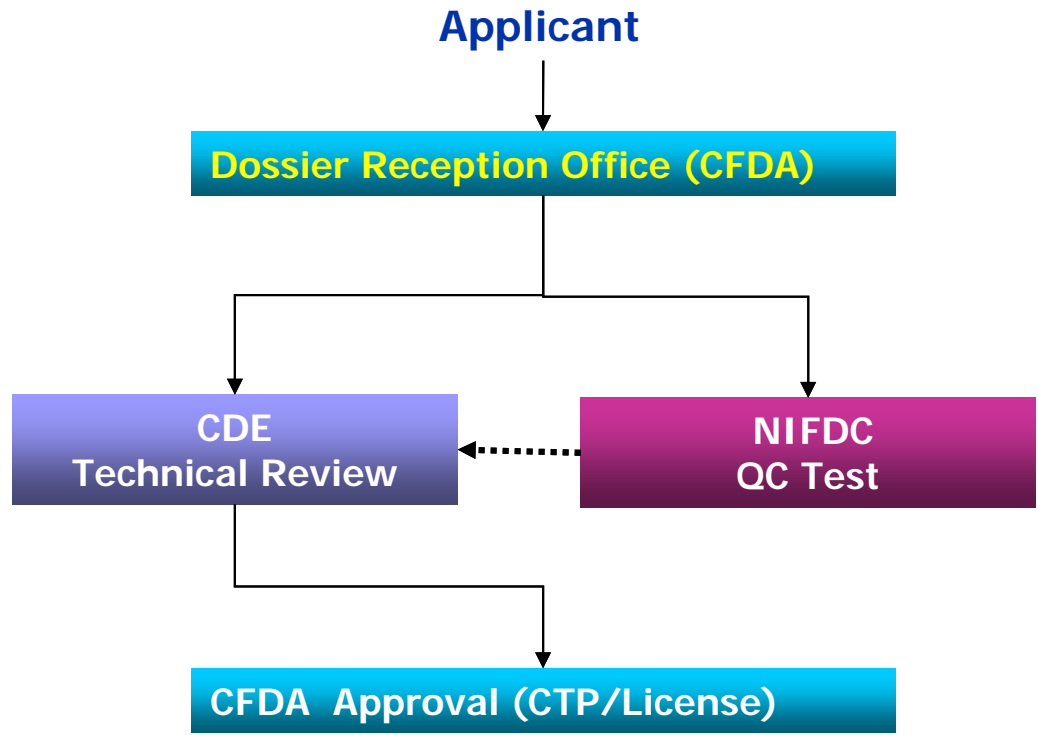 Applicant
Dossier Reception Office (CFDA)
CDE
Technical Review
NIFDC
QC Test
CFDA Approval (CTP/License)